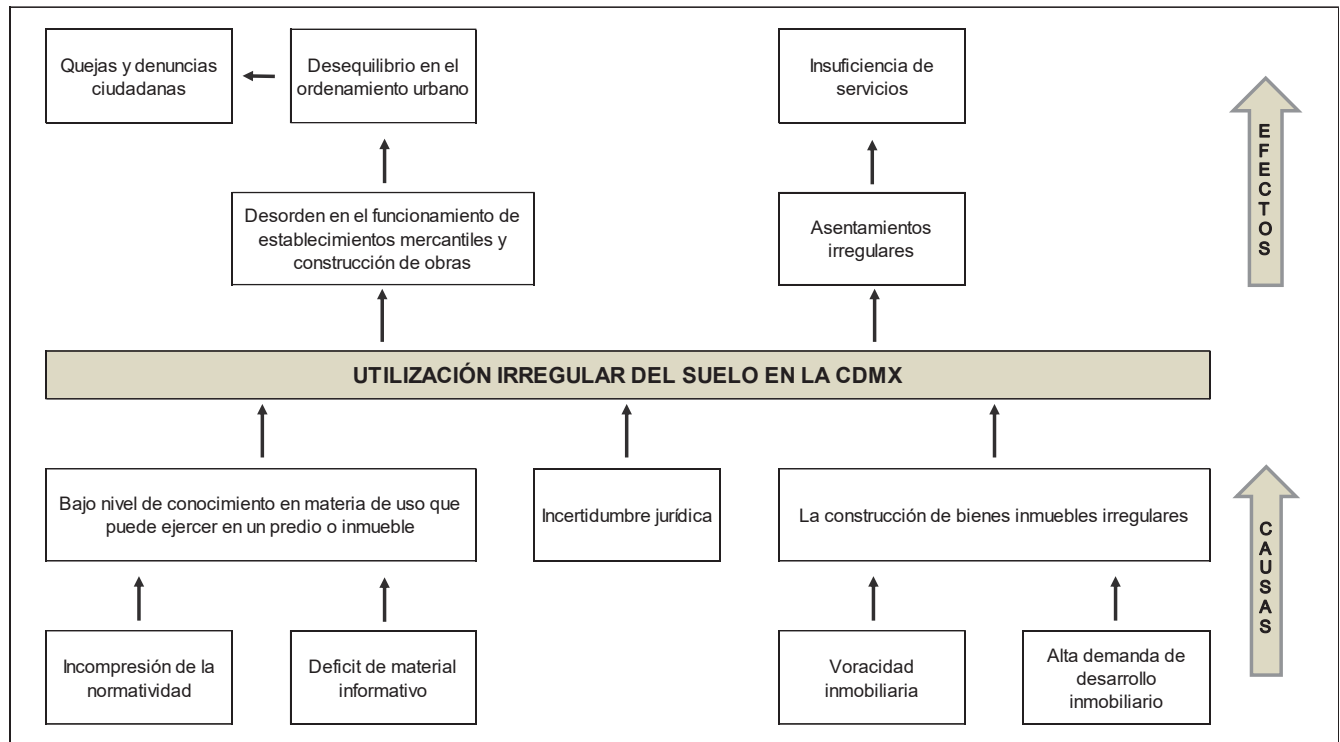 Quejas y denuncias
ciudadanas
Desequilibrio en el
ordenamiento urbano
Insuficiencia de
servicios
EFECTOS
Desorden en el funcionamiento de
establecimientos mercantiles y
construcción de obras
Asentamientos
irregulares
UTILIZACIÓN IRREGULAR DEL SUELO EN LA CDMX
Bajo nivel de conocimiento en materia de uso que
puede ejercer en un predio o inmueble
Incertidumbre jurídica
La construcción de bienes inmuebles irregulares
CAUSAS
Incompresión de la
normatividad
Deficit de material
informativo
Voracidad
inmobiliaria
Alta demanda de
desarrollo
inmobiliario